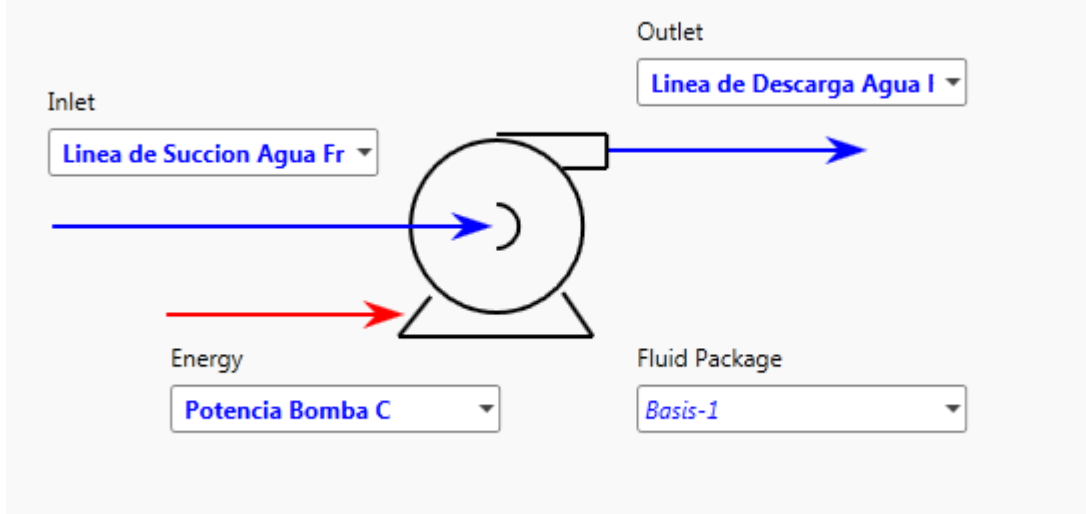 Outlet
Linea de Descarga Agua I
Inlet
Linea de Succion Agua Fr
Energy
Potencia Bomba C
Fluid Package
Basis-1